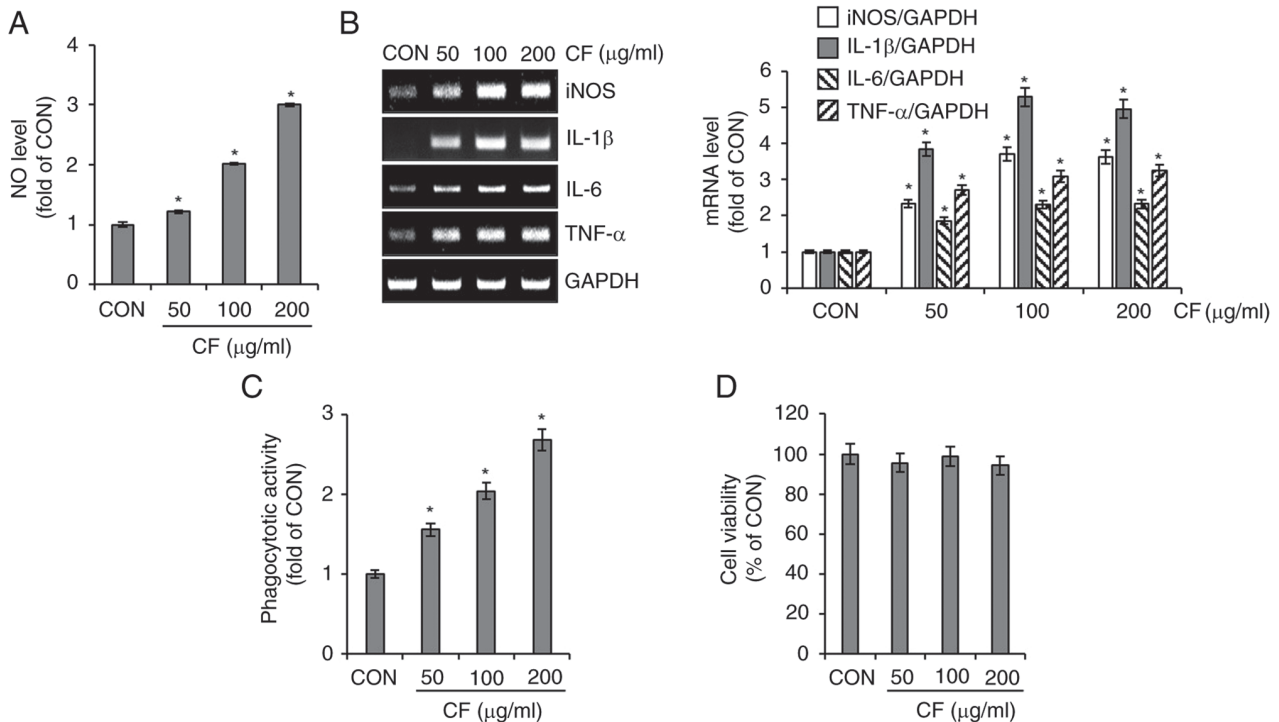 A
NO level
(fold of CON)
4
3
2
1
0
*
*
*
CON 50 100 200
CF (μg/ml)
B
CON 50 100 200 CF (μg/ml)
iNOS
IL-1β
IL-6
TNF-α
GAPDH
iNOS/GAPDH
IL-1β/GAPDH
IL-6/GAPDH
TNF-α/GAPDH
mRNA level
(fold of CON)
6
5
4
3
2
1
0
* * * *
* * * *
* * * *
CON 50 100 200 CF (μg/ml)
C
Phagocytotic activity
(fold of CON)
3
2
1
0
*
*
*
CON 50 100 200
CF (μg/ml)
D
Cell viability
(% of CON)
120
100
80
60
40
20
0
CON 50 100 200
CF (μg/ml)